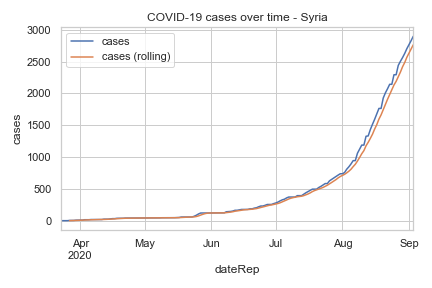 COVID-19 cases over time - Syria
cases
cases (rolling)
3000
2500
2000
1500
1000
500
0
cases
Apr
2020
May
Jun
Jul
Aug
Sep
dateRep